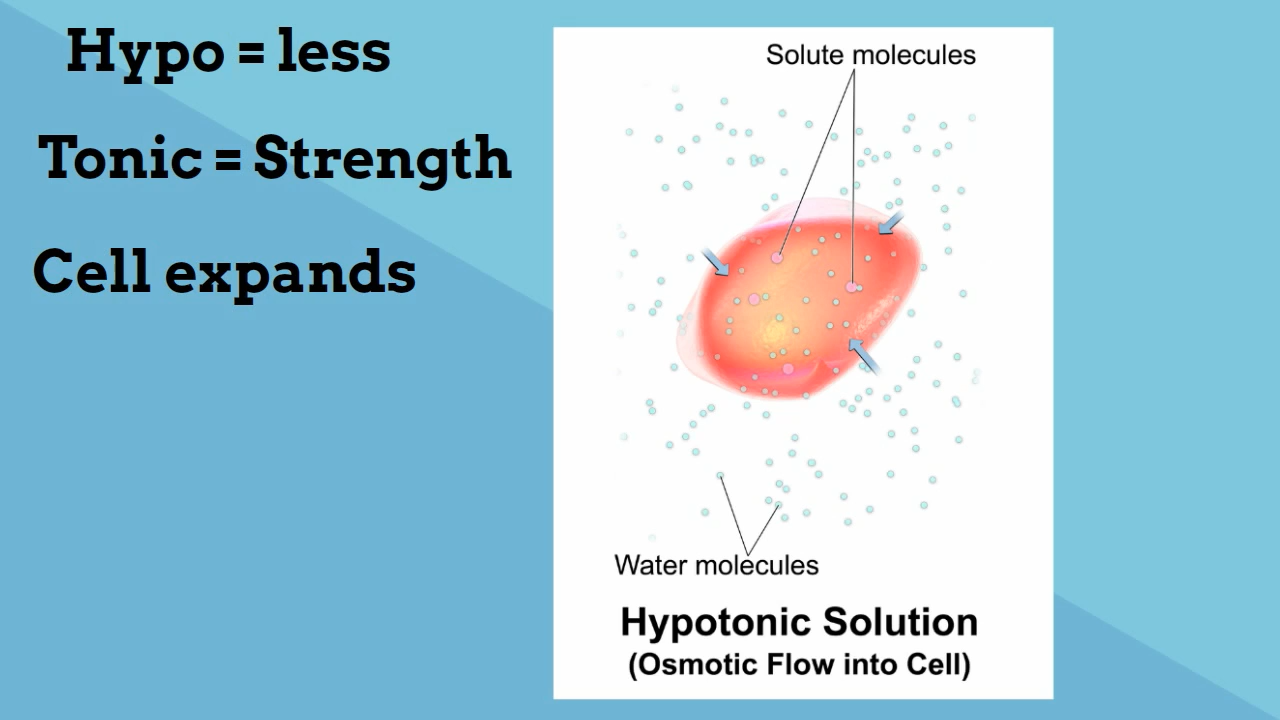 Hypo = less
Tonic = Strength
Cell expands
Solute molecules
Water molecules
Hypotonic Solution
(Osmotic Flow into Cell)